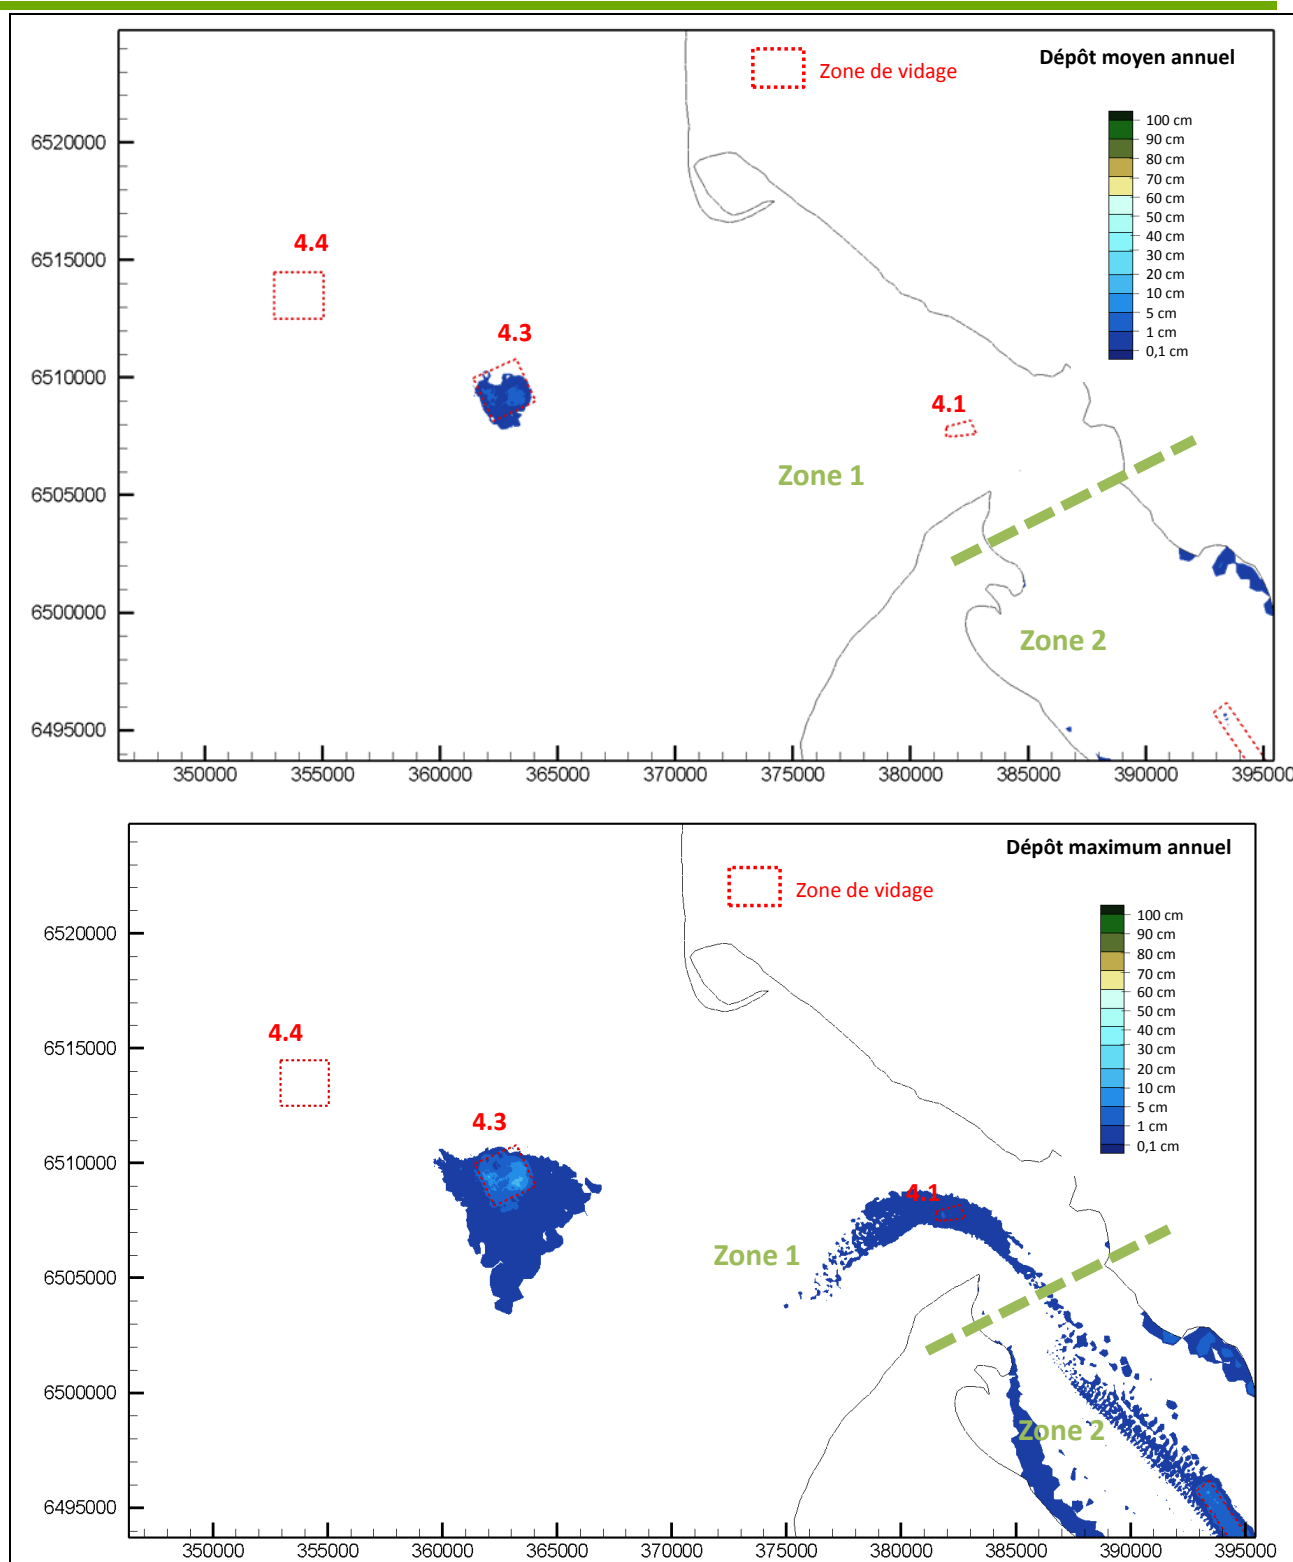 Dépôt moyen annuel
Zone de vidage
100 cm
90 cm
80 cm
70 cm
60 cm
50 cm
40 cm
30 cm
20 cm
10 cm
5 cm
1 cm
0,1 cm
6520000
6515000
6510000
6505000
6500000
6495000
4.4
4.3
4.1
Zone 1
Zone 2
350000 355000 360000 365000 370000 375000 380000 385000 390000 395000
Dépôt maximum annuel
Zone de vidage
100 cm
90 cm
80 cm
70 cm
60 cm
50 cm
40 cm
30 cm
20 cm
10 cm
5 cm
1 cm
0,1 cm
6520000
6515000
6510000
6505000
6500000
6495000
4.4
4.3
4.1
Zone 1
Zone 2
350000 355000 360000 365000 370000 375000 380000 385000 390000 395000